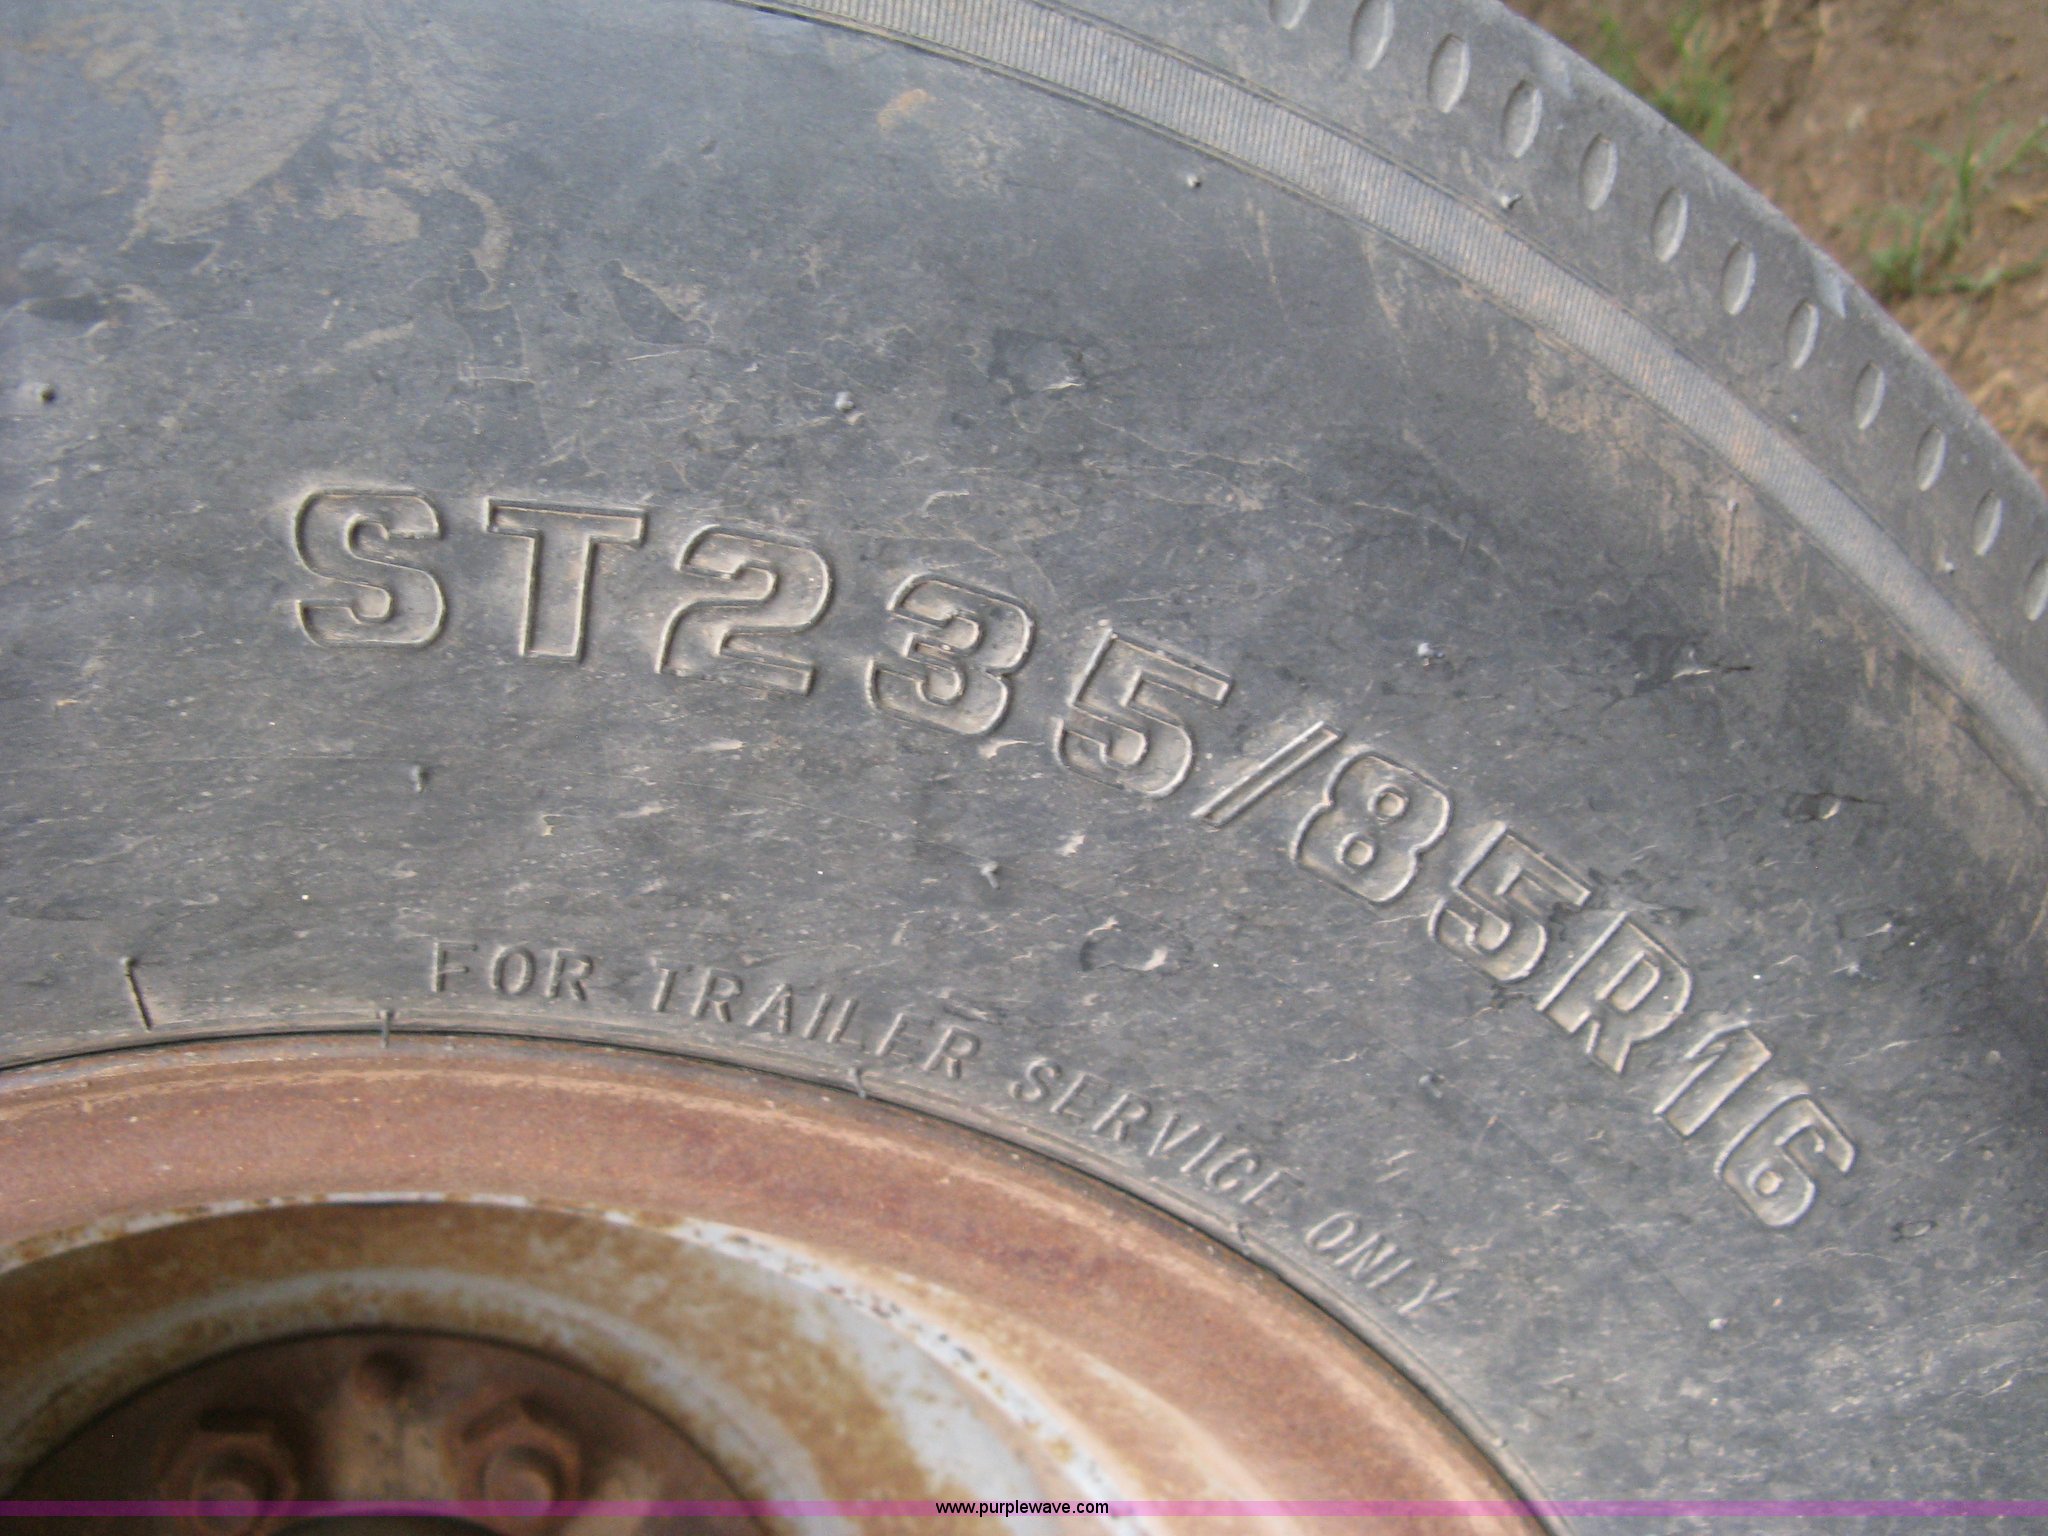 ST235/85R16
FOR TRAILER SERVICE ONLY
www.purplewave.com